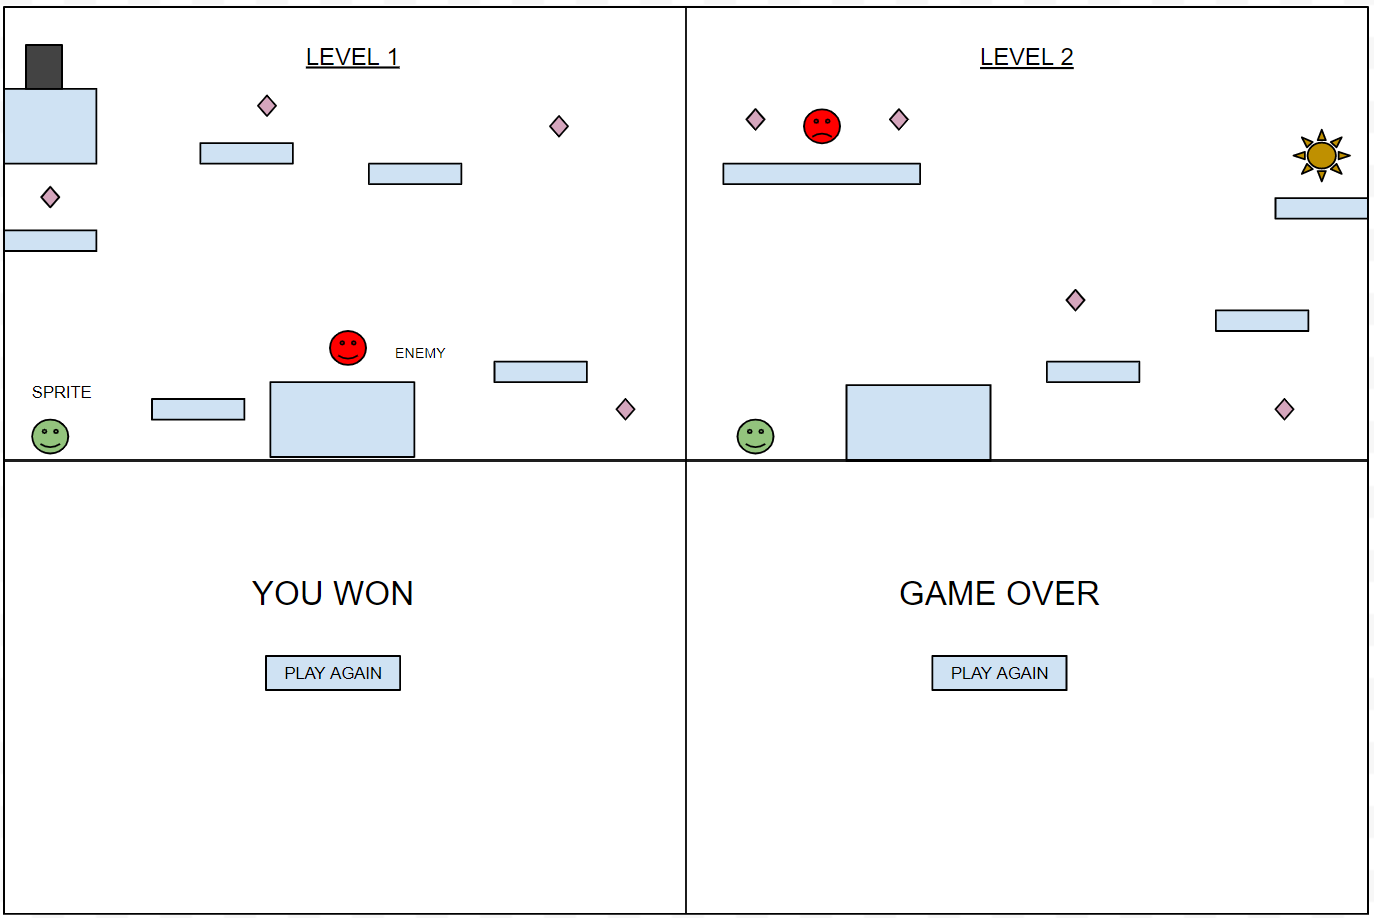 LEVEL 1
LEVEL 2
ENEMY
SPRITE
YOU WON
GAME OVER
PLAY AGAIN
PLAY AGAIN